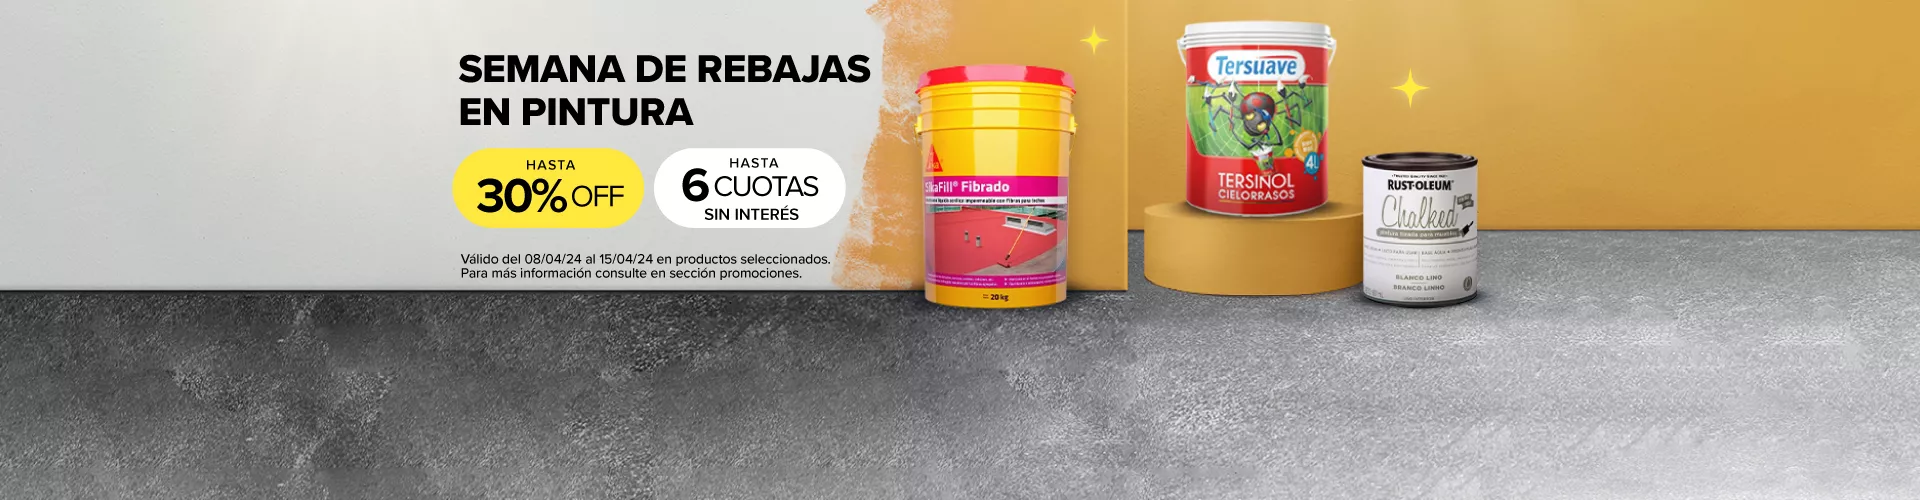 SEMANA DE REBAJAS
EN PINTURA
HASTA
30% OFF
HASTA
6 CUOTAS
SIN INTERÉS
Válido del 08/04/24 al 15/04/24 en productos seleccionados.
Para más información consulte en sección promociones.
SikaFill® Fibrado
= 20 kg
Tersuave
4L
TERSINOL
CIELORRASOS
RUST-OLEUM
Chalked
BLANCO LINO
BRANCO LINHO